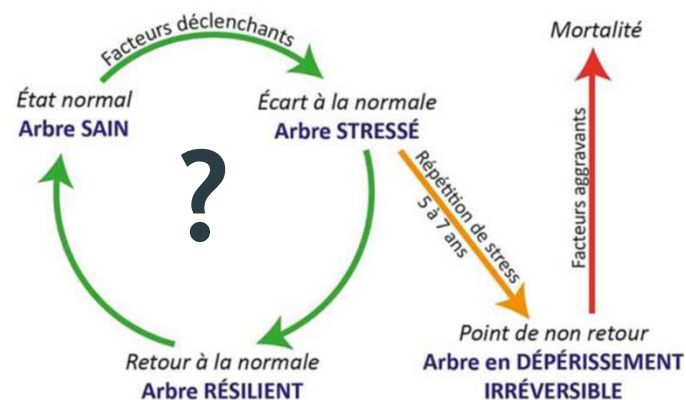 Facteurs déclenchants
Mortalité
État normal
Arbre SAIN
Écart à la normale
Arbre STRESSÉ
?
Répétition de stress
5 à 7 ans
Facteurs aggravants
Retour à la normale
Arbre RÉSILIENT
Point de non retour
Arbre en DÉPÉRISSEMENT
IRRÉVERSIBLE